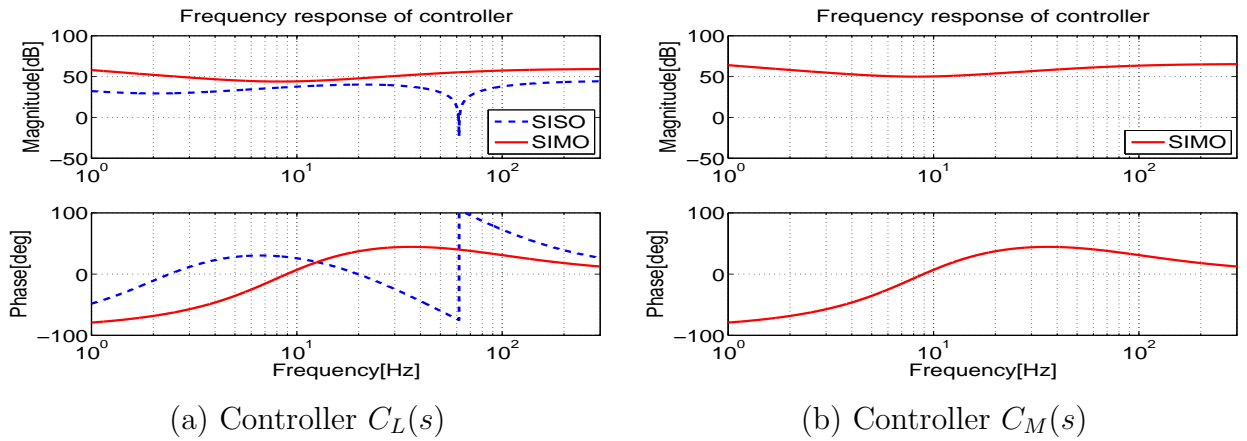 Frequency response of controller
Magnitude[dB]
100
50
0
−50
10^0
10^1
10^2
SISO
SIMO
Phase[deg]
100
0
−100
10^0
10^1
10^2
Frequency[Hz]
(a) Controller C_L(s)
Frequency response of controller
Magnitude[dB]
100
50
0
−50
10^0
10^1
10^2
SIMO
Phase[deg]
100
0
−100
10^0
10^1
10^2
Frequency[Hz]
(b) Controller C_M(s)